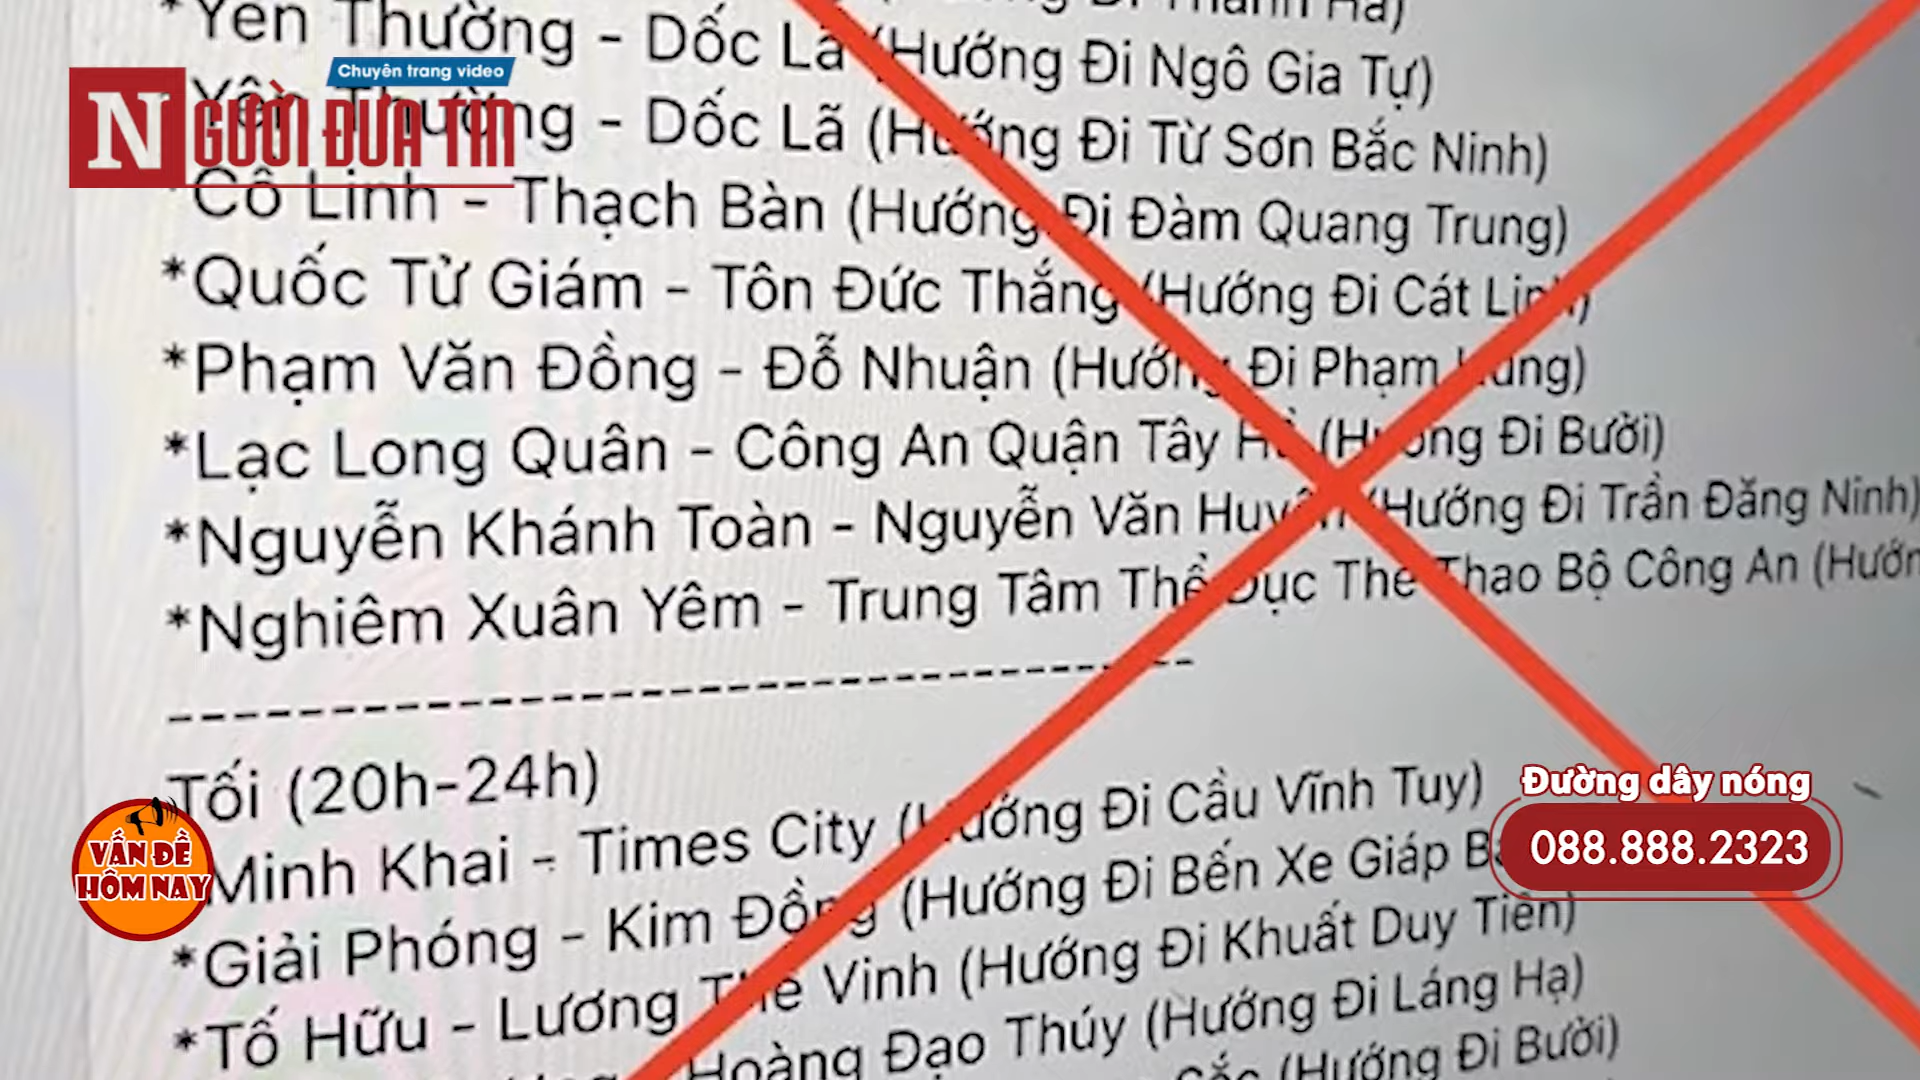 Đi Thanh Hà)
*Yên Thường - Dốc Lã (Hướng Đi Ngô Gia Tự)
Chuyên trang video
NGƯỜI ĐƯA TIN
*Yên Thường - Dốc Lã (Hướng Đi Từ Sơn Bắc Ninh)
*Cổ Linh - Thạch Bàn (Hướng Đi Đàm Quang Trung)
*Quốc Tử Giám - Tôn Đức Thắng (Hướng Đi Cát Linh)
*Phạm Văn Đồng - Đỗ Nhuận (Hướng Đi Phạm Hùng)
*Lạc Long Quân - Công An Quận Tây Hồ (Hướng Đi Bưởi)
*Nguyễn Khánh Toàn - Nguyễn Văn Huyên (Hướng Đi Trần Đăng Ninh)
*Nghiêm Xuân Yêm - Trung Tâm Thể Dục Thể Thao Bộ Công An (Hướn
-----------------------------------
Tối (20h-24h)
Minh Khai - Times City (Hướng Đi Cầu Vĩnh Tuy)
*Giải Phóng - Kim Đồng (Hướng Đi Bến Xe Giáp
*Tố Hữu - Lương Thế Vinh (Hướng Đi Khuất Duy Tiến)
Hoàng Đạo Thúy (Hướng Đi Láng Hạ)
(Hướng Đi Bưởi)
VẤN ĐỀ
HÔM NAY
Đường dây nóng
088.888.2323